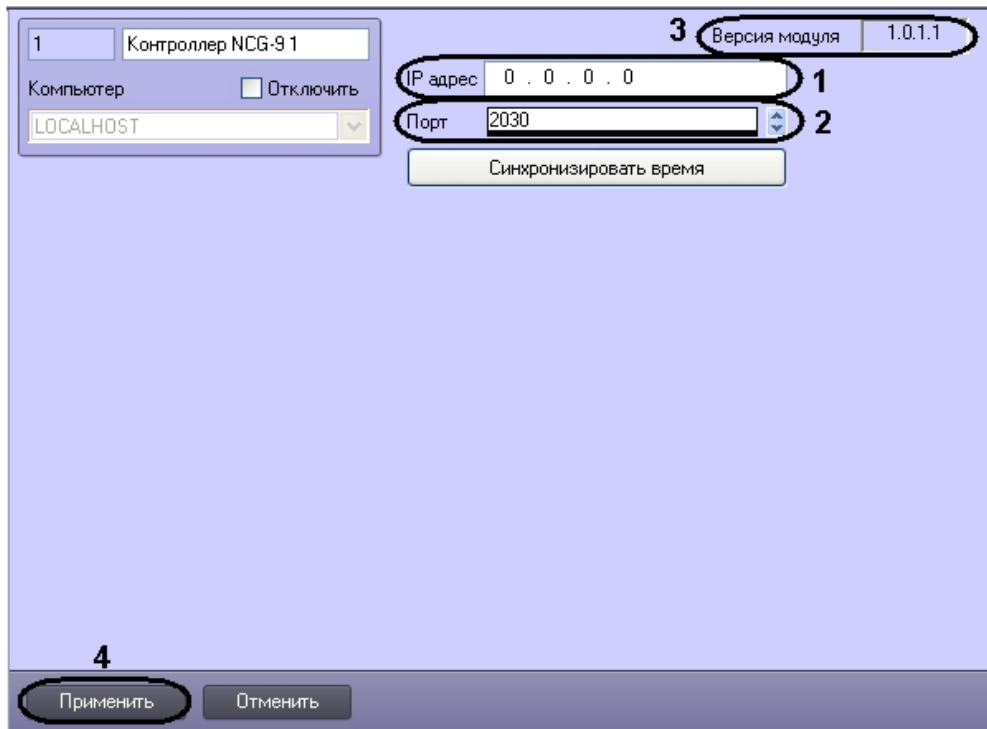 1 Контроллер NCG-9 1
Компьютер Отключить
LOCALHOST
3 Версия модуля 1.0.1.1
IP адрес 0 . 0 . 0 . 0 1
Порт 2030 2
Синхронизировать время
4
Применить Отменить